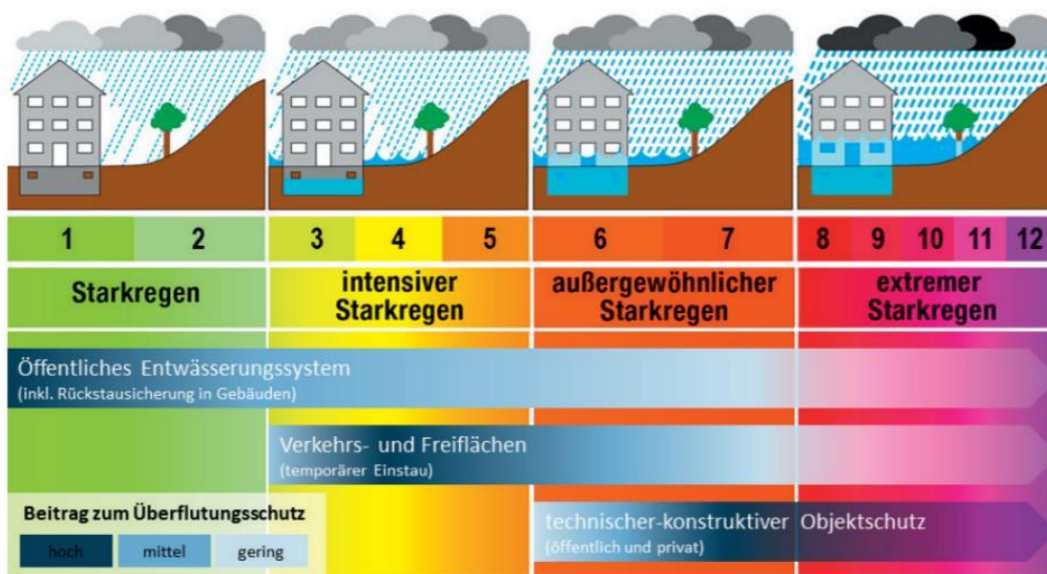 1 2 3 4 5 6 7 8 9 10 11 12
Starkregen
intensiver
Starkregen
außergewöhnlicher
Starkregen
extremer
Starkregen
Öffentliches Entwässerungssystem
(inkl. Rückstausicherung in Gebäuden)
Verkehrs- und Freiflächen
(temporärer Einstau)
technischer-konstruktiver Objektschutz
(öffentlich und privat)
Beitrag zum Überflutungsschutz
hoch mittel gering